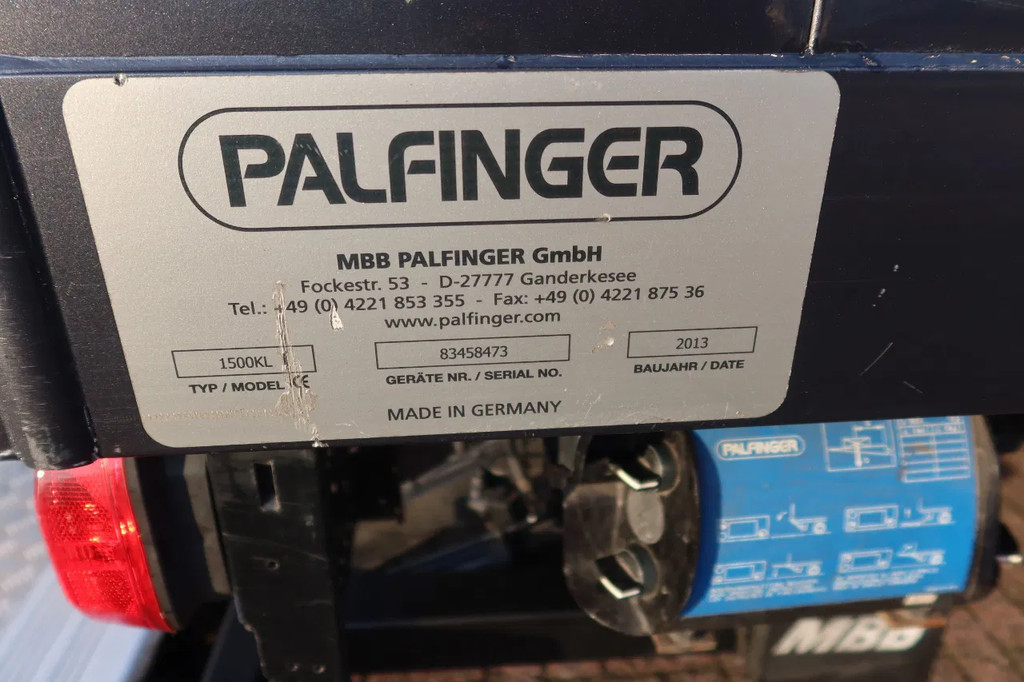 PALFINGER
MBB PALFINGER GmbH
Fockestr. 53 - D-27777 Ganderkesee
Tel.: +49 (0) 4221 853 355 - Fax: +49 (0) 4221 875 36
www.palfinger.com
1500KL 83458473 2013
TYP / MODEL CE GERÄTE NR. / SERIAL NO. BAUJAHR / DATE
MADE IN GERMANY
PALFINGER
MBB